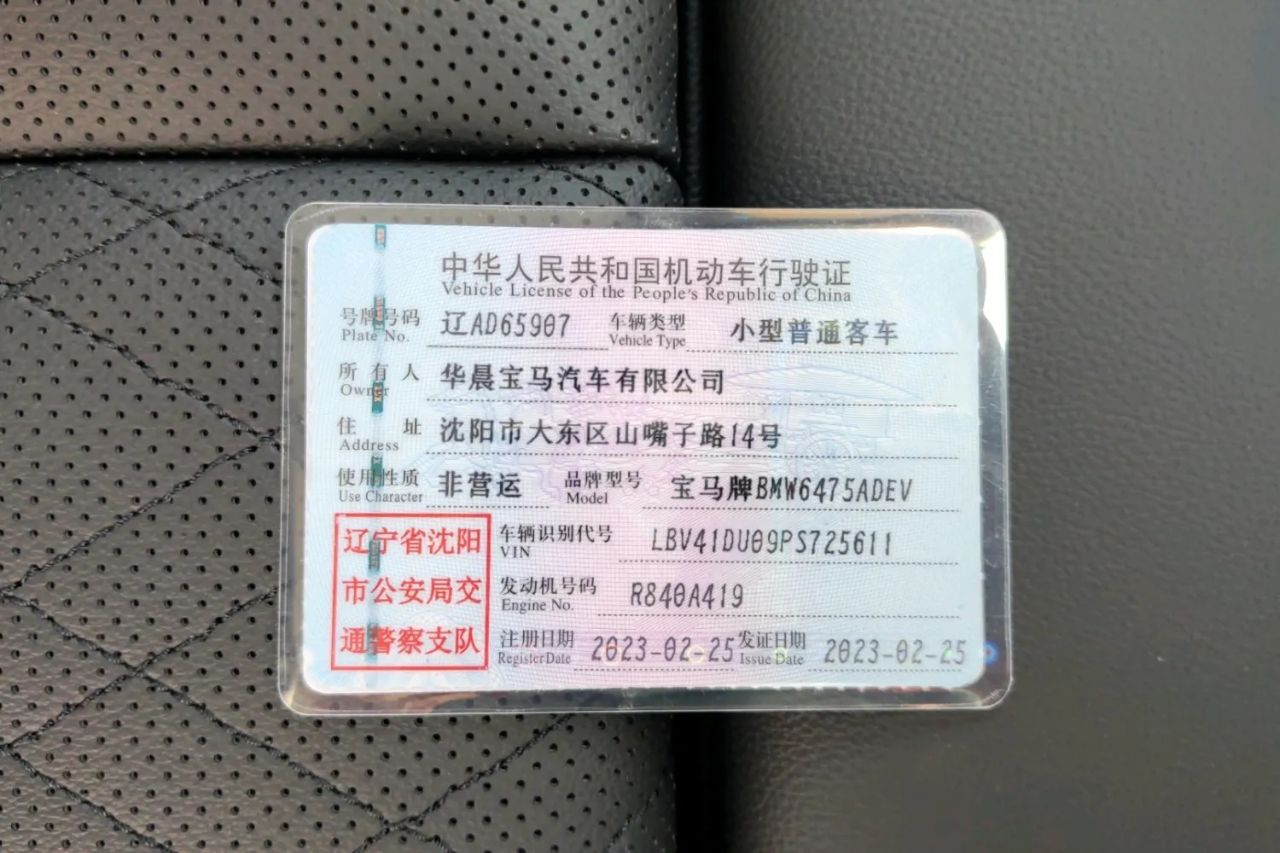 中华人民共和国机动车行驶证
Vehicle License of the People's Republic of China
号牌号码 辽AD65907 车辆类型 小型普通客车
Plate No. Vehicle Type
所有人 华晨宝马汽车有限公司
Owner
住址 沈阳市大东区山嘴子路14号
Address
使用性质 非营运 品牌型号 宝马牌BMW6475ADEV
Use Character Model
辽宁省沈阳
市公安局交
通警察支队
车辆识别代号 LBV41DU09PS725611
VIN
发动机号码 R840A419
Engine No.
注册日期 2023-02-25 发证日期 2023-02-25
Register Date Issue Date